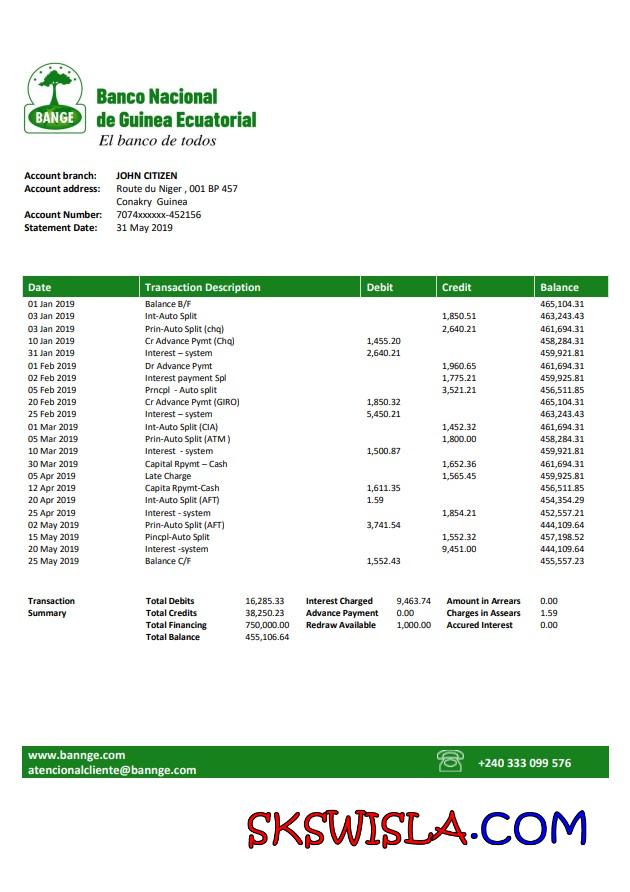 BANGE
Banco Nacional
de Guinea Ecuatorial
El banco de todos
Account branch: JOHN CITIZEN
Account address: Route du Niger , 001 BP 457
Conakry Guinea
Account Number: 7074xxxxxx-452156
Statement Date: 31 May 2019
Date Transaction Description Debit Credit Balance
01 Jan 2019 Balance B/F 465,104.31
03 Jan 2019 Int-Auto Split 1,850.51 463,243.43
03 Jan 2019 Prin-Auto Split (chq) 2,640.21 461,694.31
10 Jan 2019 Cr Advance Pymt (Chq) 1,455.20 458,284.31
31 Jan 2019 Interest – system 2,640.21 459,921.81
01 Feb 2019 Dr Advance Pymt 1,960.65 461,694.31
02 Feb 2019 Interest payment Spl 1,775.21 459,925.81
05 Feb 2019 Prncpl - Auto split 3,521.21 456,511.85
20 Feb 2019 Cr Advance Pymt (GIRO) 1,850.32 465,104.31
25 Feb 2019 Interest – system 5,450.21 463,243.43
01 Mar 2019 Int-Auto Split (CIA) 1,452.32 461,694.31
05 Mar 2019 Prin-Auto Split (ATM ) 1,800.00 458,284.31
10 Mar 2019 Interest - system 1,500.87 459,921.81
30 Mar 2019 Capital Rpymt – Cash 1,652.36 461,694.31
05 Apr 2019 Late Charge 1,565.45 459,925.81
12 Apr 2019 Capita Rpymt-Cash 1,611.35 456,511.85
20 Apr 2019 Int-Auto Split (AFT) 1.59 454,354.29
25 Apr 2019 Interest - system 1,854.21 452,557.21
02 May 2019 Prin-Auto Split (AFT) 3,741.54 444,109.64
15 May 2019 Pincpl-Auto Split 1,552.32 457,198.52
20 May 2019 Interest -system 9,451.00 444,109.64
25 May 2019 Balance C/F 1,552.43 455,557.23
Transaction Total Debits 16,285.33 Interest Charged 9,463.74 Amount in Arrears 0.00
Summary Total Credits 38,250.23 Advance Payment 0.00 Charges in Assears 1.59
Total Financing 750,000.00 Redraw Available 1,000.00 Accured Interest 0.00
Total Balance 455,106.64
www.bannge.com
atencionalcliente@bannge.com
+240 333 099 576
SKSWISLA.COM